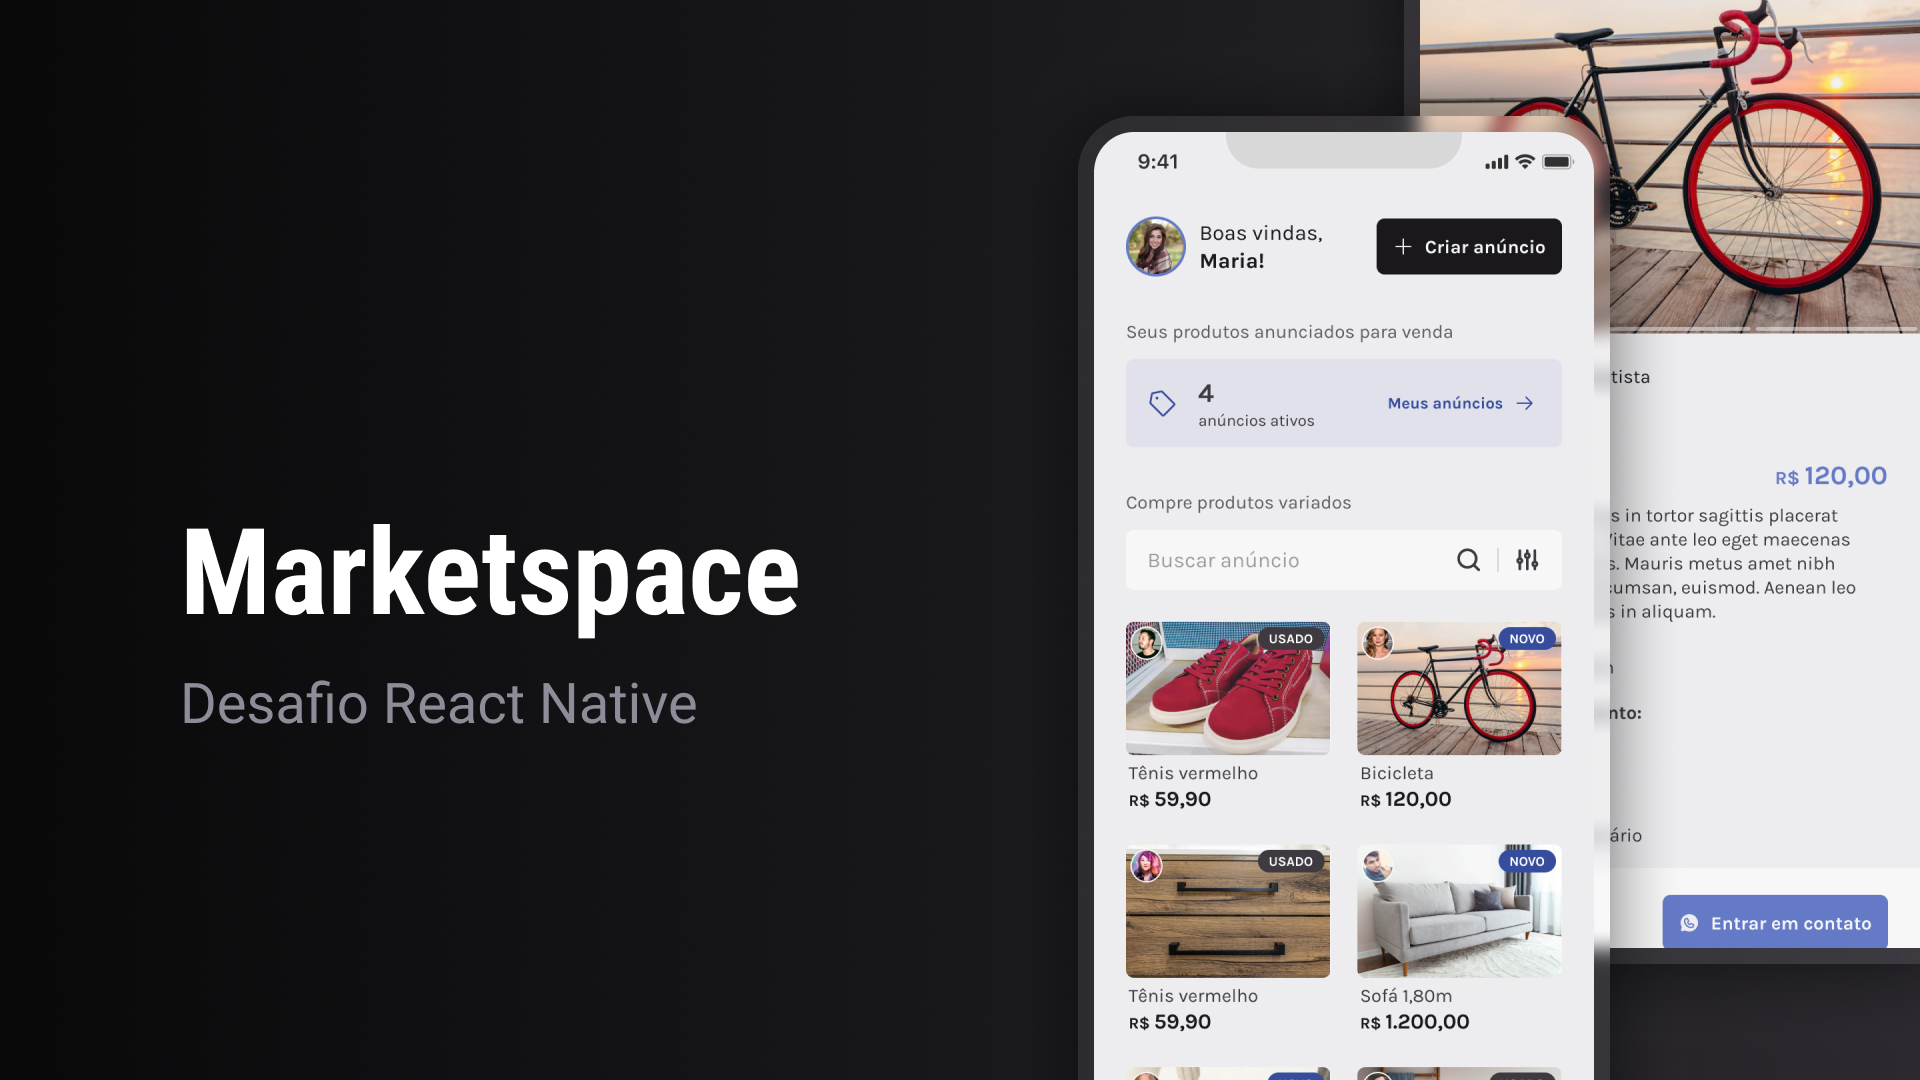 Marketspace
Desafio React Native
9:41
Boas vindas,
Maria!
Criar anúncio
Seus produtos anunciados para venda
4
anúncios ativos
Meus anúncios
Compre produtos variados
Buscar anúncio
USADO
NOVO
Tênis vermelho
R$ 59,90
Bicicleta
R$ 120,00
USADO
NOVO
Tênis vermelho
R$ 59,90
Sofá 1,80m
R$ 1.200,00
tista
R$ 120,00
s in tortor sagittis placerat
Vitae ante leo eget maecenas
s. Mauris metus amet nibh
cumsan, euismod. Aenean leo
s in aliquam.
nto:
ário
Entrar em contato